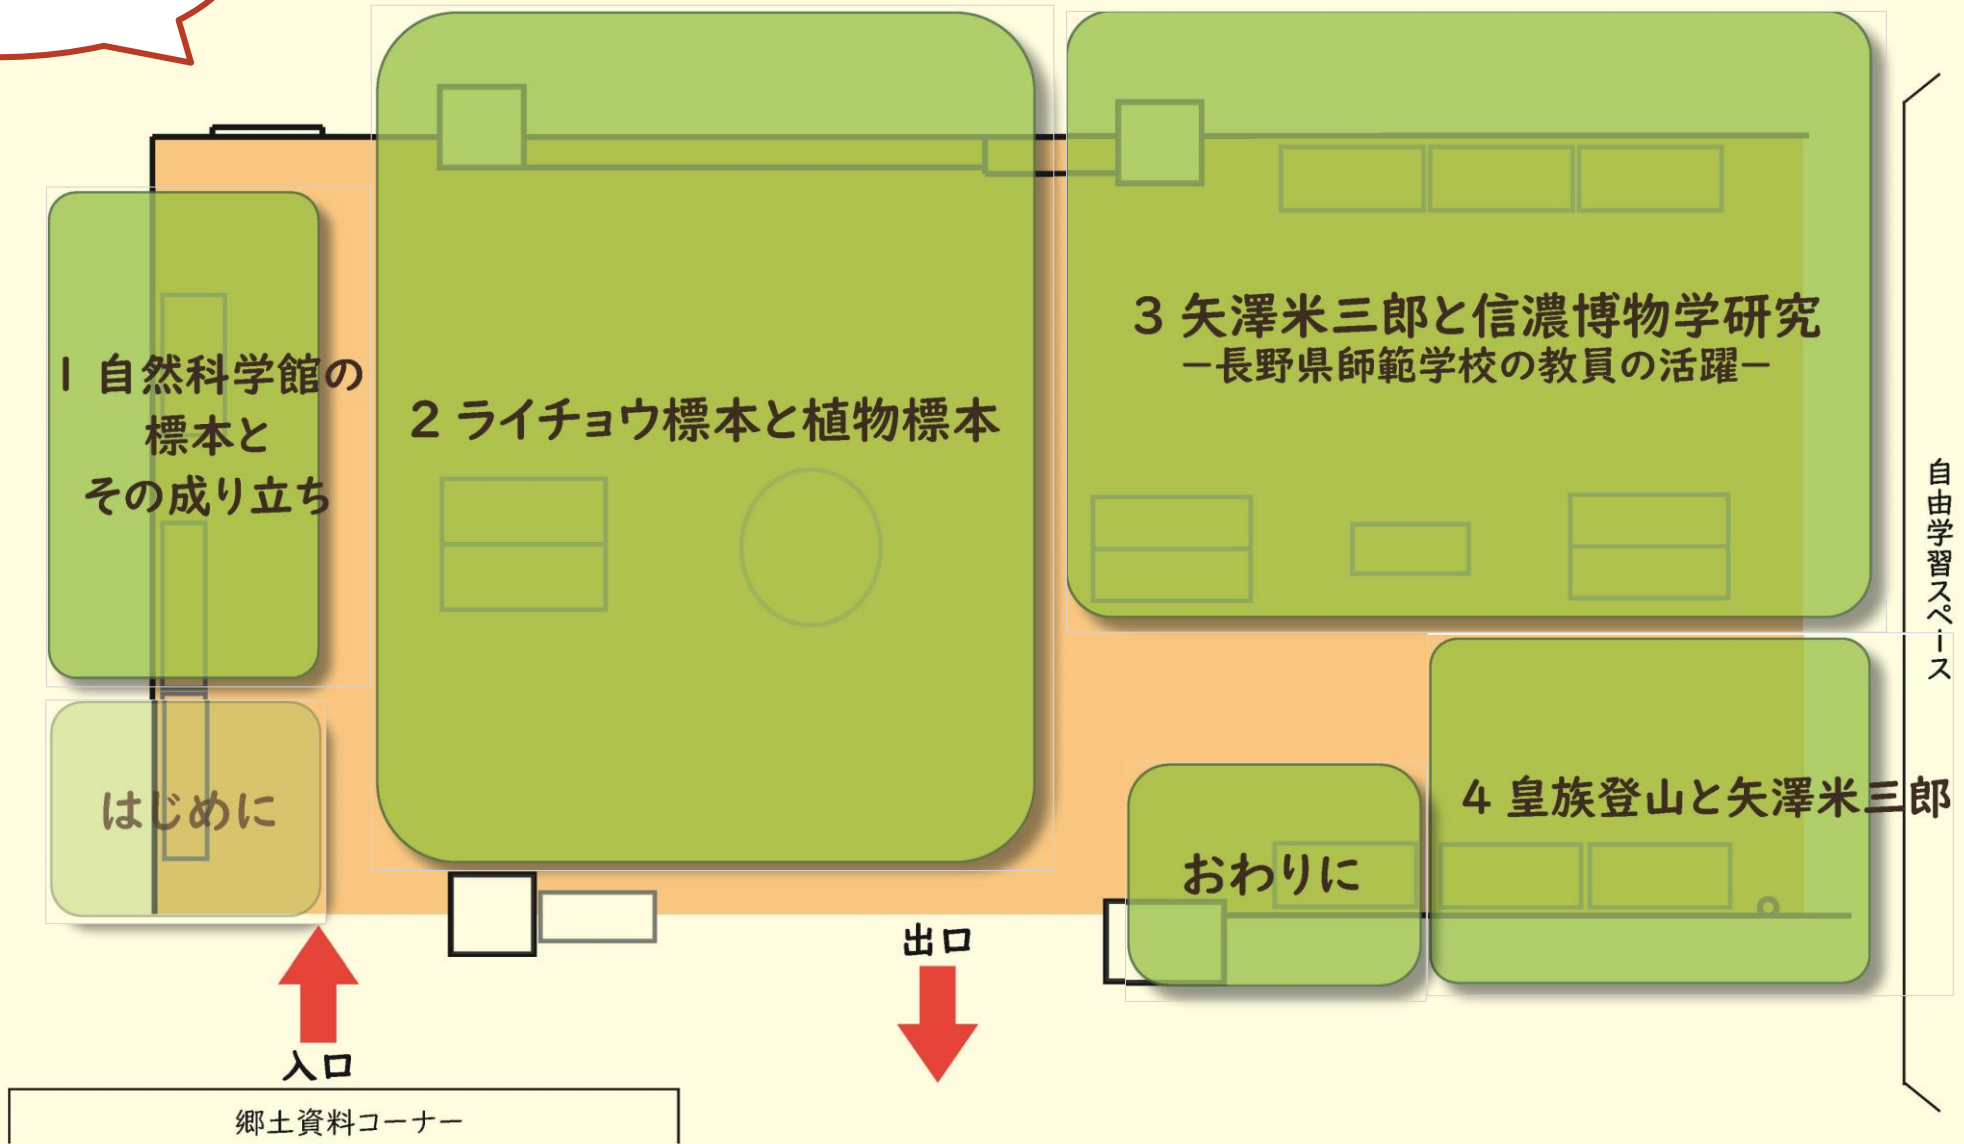 1 自然科学館の
標本と
その成り立ち
はじめに
2 ライチョウ標本と植物標本
3 矢澤米三郎と信濃博物学研究
－長野県師範学校の教員の活躍－
4 皇族登山と矢澤米三郎
おわりに
自由学習スペース
入口
出口
郷土資料コーナー